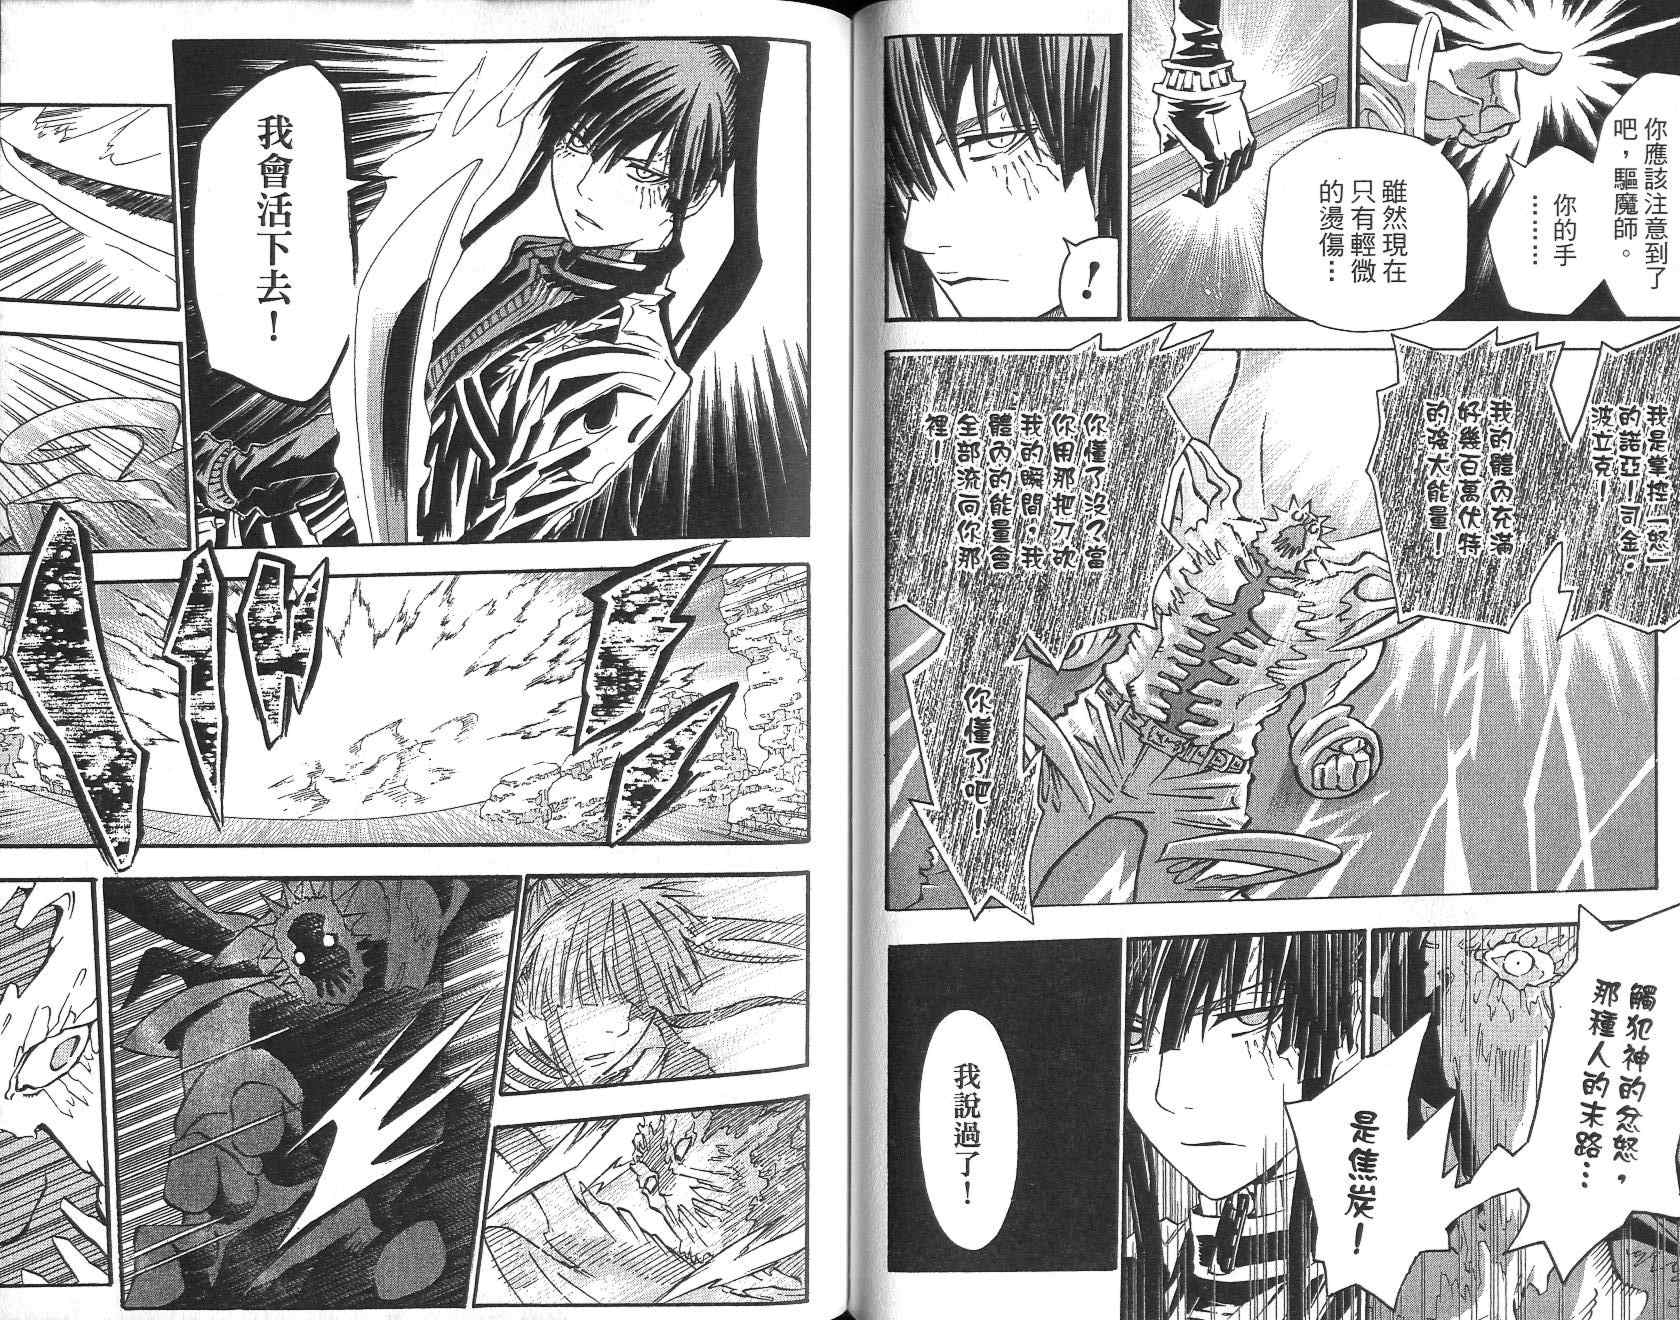 你應該注意到了
吧，驅魔師。
你的手
………
雖然現在
只有輕微
的燙傷…
！
我是掌控「怒」
的諾亞！司金·
波立克！
我的體內充滿
好幾百萬伏特
的強大能量！
你懂了沒？當
你用那把刀砍
我的瞬間，我
體內的能量會
全部流向你那
裡！
你懂了吧！
觸犯神的忿怒，
那種人的末路…
是焦炭！
我說過了！
我會活下去！